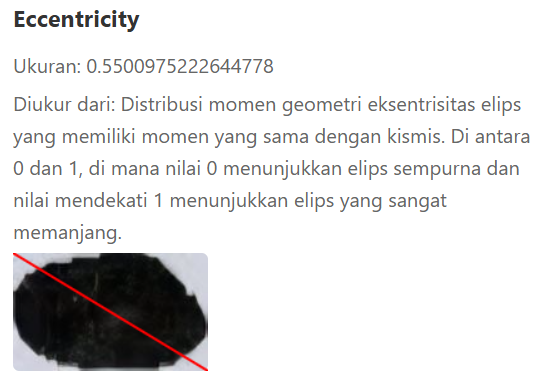 Eccentricity
Ukuran: 0.5500975222644778
Diukur dari: Distribusi momen geometri eksentrisitas elips
yang memiliki momen yang sama dengan kismis. Di antara
0 dan 1, di mana nilai 0 menunjukkan elips sempurna dan
nilai mendekati 1 menunjukkan elips yang sangat
memanjang.